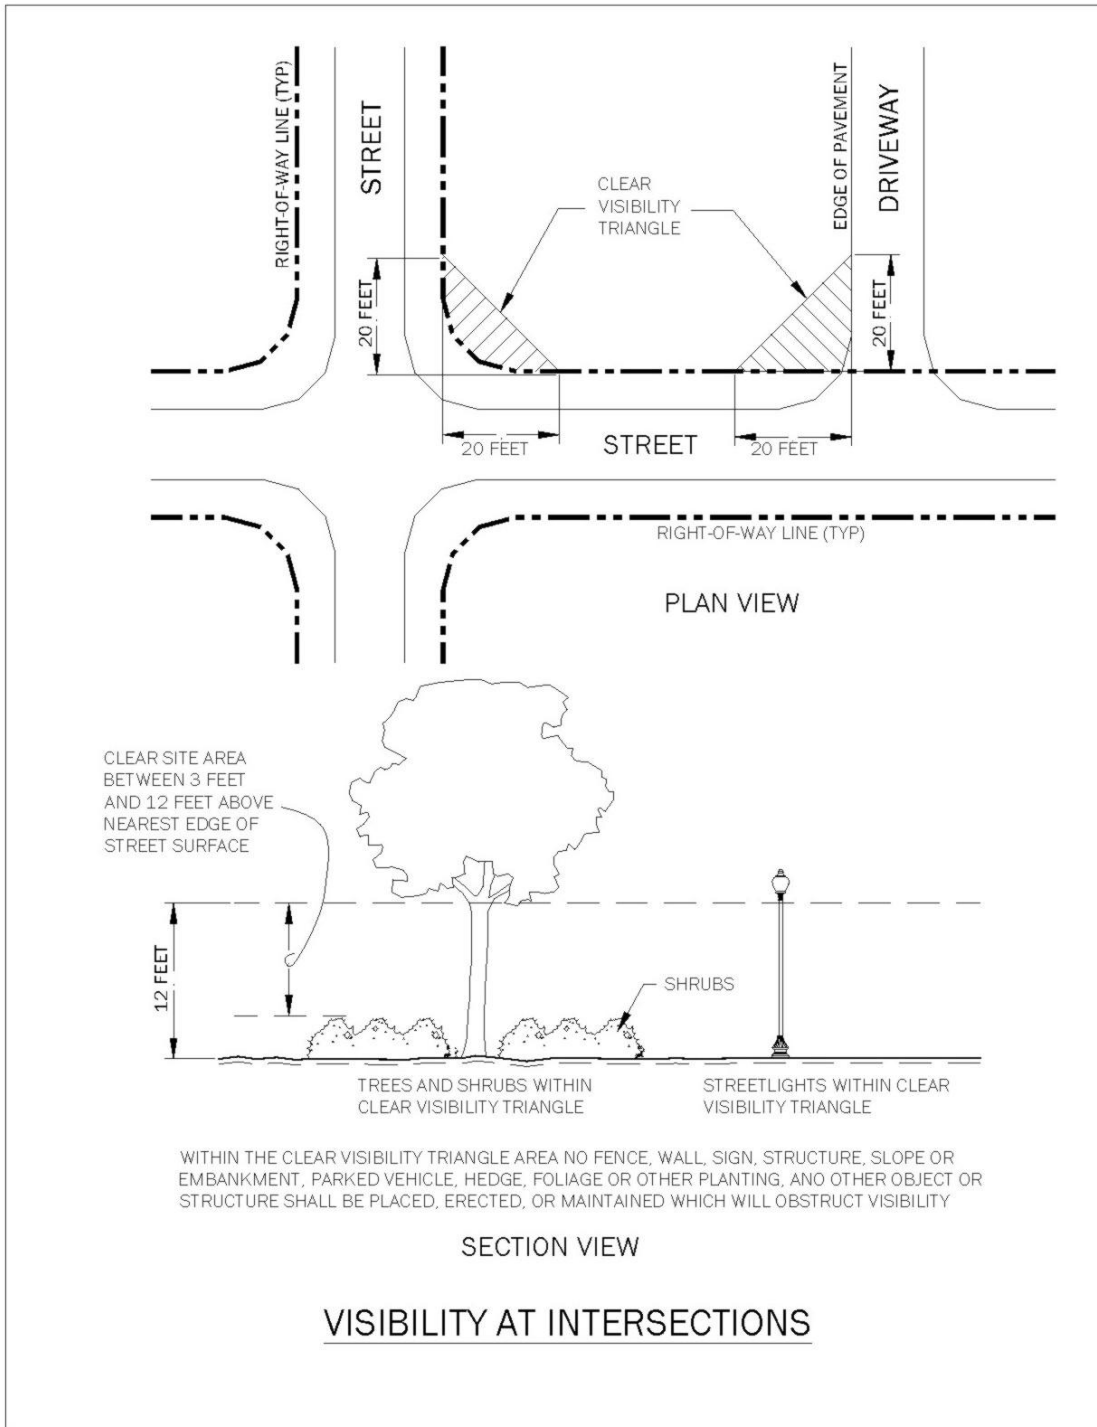 RIGHT-OF-WAY LINE (TYP)
STREET
EDGE OF PAVEMENT
DRIVEWAY
CLEAR
VISIBILITY
TRIANGLE
20 FEET
20 FEET
20 FEET
STREET
20 FEET
RIGHT-OF-WAY LINE (TYP)
PLAN VIEW
CLEAR SITE AREA
BETWEEN 3 FEET
AND 12 FEET ABOVE
NEAREST EDGE OF
STREET SURFACE
12 FEET
SHRUBS
TREES AND SHRUBS WITHIN
CLEAR VISIBILITY TRIANGLE
STREETLIGHTS WITHIN CLEAR
VISIBILITY TRIANGLE
WITHIN THE CLEAR VISIBILITY TRIANGLE AREA NO FENCE, WALL, SIGN, STRUCTURE, SLOPE OR
EMBANKMENT, PARKED VEHICLE, HEDGE, FOLIAGE OR OTHER PLANTING, ANO OTHER OBJECT OR
STRUCTURE SHALL BE PLACED, ERECTED, OR MAINTAINED WHICH WILL OBSTRUCT VISIBILITY
SECTION VIEW
VISIBILITY AT INTERSECTIONS